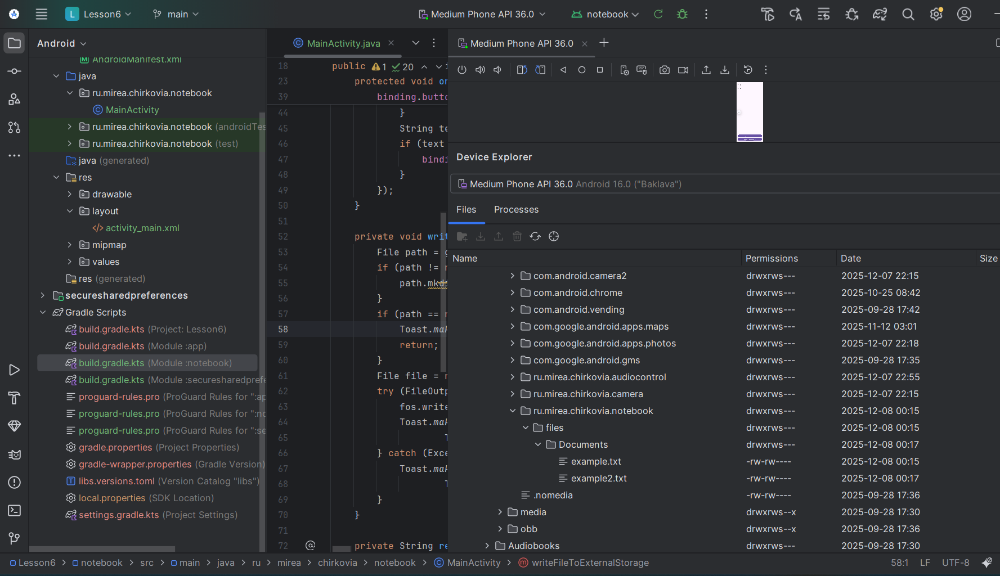 L Lesson6 main Medium Phone API 36.0 notebook
Android
AndroidManifest.xml
java
ru.mirea.chirkovia.notebook
MainActivity
ru.mirea.chirkovia.notebook (androidTes
ru.mirea.chirkovia.notebook (test)
java (generated)
res
drawable
layout
activity_main.xml
mipmap
values
res (generated)
securesharedpreferences
Gradle Scripts
build.gradle.kts (Project: Lesson6)
build.gradle.kts (Module :app)
build.gradle.kts (Module :notebook)
build.gradle.kts (Module :securesharedprefe
proguard-rules.pro (ProGuard Rules for ":ap
proguard-rules.pro (ProGuard Rules for ":no
proguard-rules.pro (ProGuard Rules for ":se
gradle.properties (Project Properties)
gradle-wrapper.properties (Gradle Version)
libs.versions.toml (Version Catalog "libs")
local.properties (SDK Location)
settings.gradle.kts (Project Settings)
MainActivity.java
1 20
18 public
23 protected void on
39 binding.butto
44 }
45 String te
46 if (text
47 bindi
48 }
49 });
50 }
51
52 private void writ
53 File path = g
54 if (path != n
55 path.mkdi
56 }
57 if (path == n
58 Toast.mak
59 return;
60 }
61 File file = n
62 try (FileOutp
63 fos.write
64 Toast.mak
65 T
66 } catch (Exce
67 Toast.mak
68 T
69 }
70 }
71
72 @ private String re
Medium Phone API 36.0
Device Explorer
Medium Phone API 36.0 Android 16.0 ("Baklava")
Files Processes
Name Permissions Date Size
com.android.camera2 drwxrws--- 2025-12-07 22:15
com.android.chrome drwxrws--- 2025-10-25 08:42
com.android.vending drwxrws--- 2025-09-28 17:42
com.google.android.apps.maps drwxrws--- 2025-11-12 03:01
com.google.android.apps.photos drwxrws--- 2025-12-07 22:18
com.google.android.gms drwxrws--- 2025-09-28 17:35
ru.mirea.chirkovia.audiocontrol drwxrws--- 2025-12-07 22:55
ru.mirea.chirkovia.camera drwxrws--- 2025-12-07 22:15
ru.mirea.chirkovia.notebook drwxrws--- 2025-12-08 00:15
files drwxrws--- 2025-12-08 00:15
Documents drwxrws--- 2025-12-08 00:17
example.txt -rw-rw---- 2025-12-08 00:15
example2.txt -rw-rw---- 2025-12-08 00:17
.nomedia -rw-rw---- 2025-09-28 17:36
media drwxrws--x 2025-09-28 17:30
obb drwxrws--x 2025-09-28 17:36
Audiobooks drwxrws--- 2025-09-28 17:30
Lesson6 > notebook > src > main > java > ru > mirea > chirkovia > notebook > MainActivity > writeFileToExternalStorage 58:1 LF UTF-8